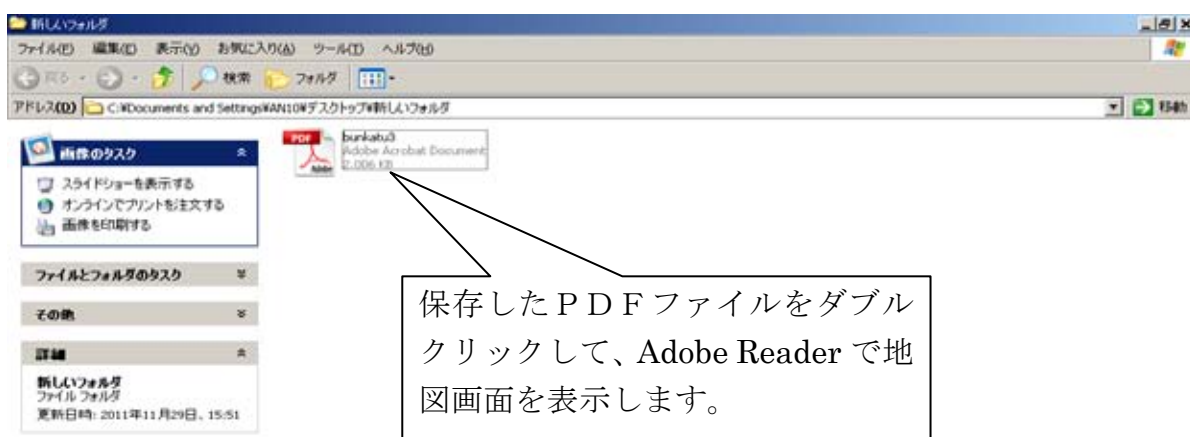 新しいフォルダ
ファイル(F) 編集(E) 表示(V) お気に入り(A) ツール(T) ヘルプ(H)
戻る 検索 フォルダ
アドレス(D) C:¥Documents and Settings¥AN10¥デスクトップ¥新しいフォルダ 移動
画像のタスク
スライドショーを表示する
オンラインでプリントを注文する
画像を印刷する
ファイルとフォルダのタスク
その他
詳細
新しいフォルダ
ファイル フォルダ
更新日時: 2011年11月29日、15:51
PDF
Adobe
bunkatu3
Adobe Acrobat Document
2,006 KB
保存したＰＤＦファイルをダブル
クリックして、Adobe Reader で地
図画面を表示します。